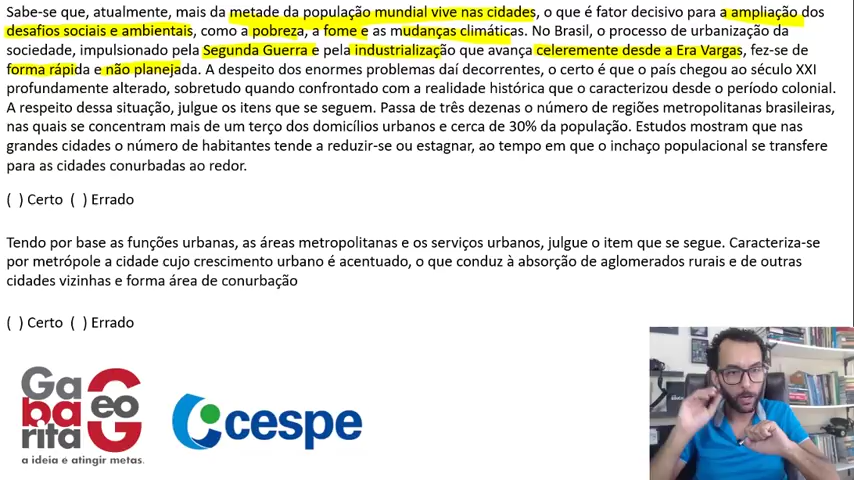 Sabe-se que, atualmente, mais da metade da população mundial vive nas cidades, o que é fator decisivo para a ampliação dos
desafios sociais e ambientais, como a pobreza, a fome e as mudanças climáticas. No Brasil, o processo de urbanização da
sociedade, impulsionado pela Segunda Guerra e pela industrialização que avança celeremente desde a Era Vargas, fez-se de
forma rápida e não planejada. A despeito dos enormes problemas daí decorrentes, o certo é que o país chegou ao século XXI
profundamente alterado, sobretudo quando confrontado com a realidade histórica que o caracterizou desde o período colonial.
A respeito dessa situação, julgue os itens que se seguem. Passa de três dezenas o número de regiões metropolitanas brasileiras,
nas quais se concentram mais de um terço dos domicílios urbanos e cerca de 30% da população. Estudos mostram que nas
grandes cidades o número de habitantes tende a reduzir-se ou estagnar, ao tempo em que o inchaço populacional se transfere
para as cidades conurbadas ao redor.
( ) Certo ( ) Errado
Tendo por base as funções urbanas, as áreas metropolitanas e os serviços urbanos, julgue o item que se segue. Caracteriza-se
por metrópole a cidade cujo crescimento urbano é acentuado, o que conduz à absorção de aglomerados rurais e de outras
cidades vizinhas e forma área de conurbação
( ) Certo ( ) Errado
Gabarita Geo
a ideia e atingir metas.
cespe